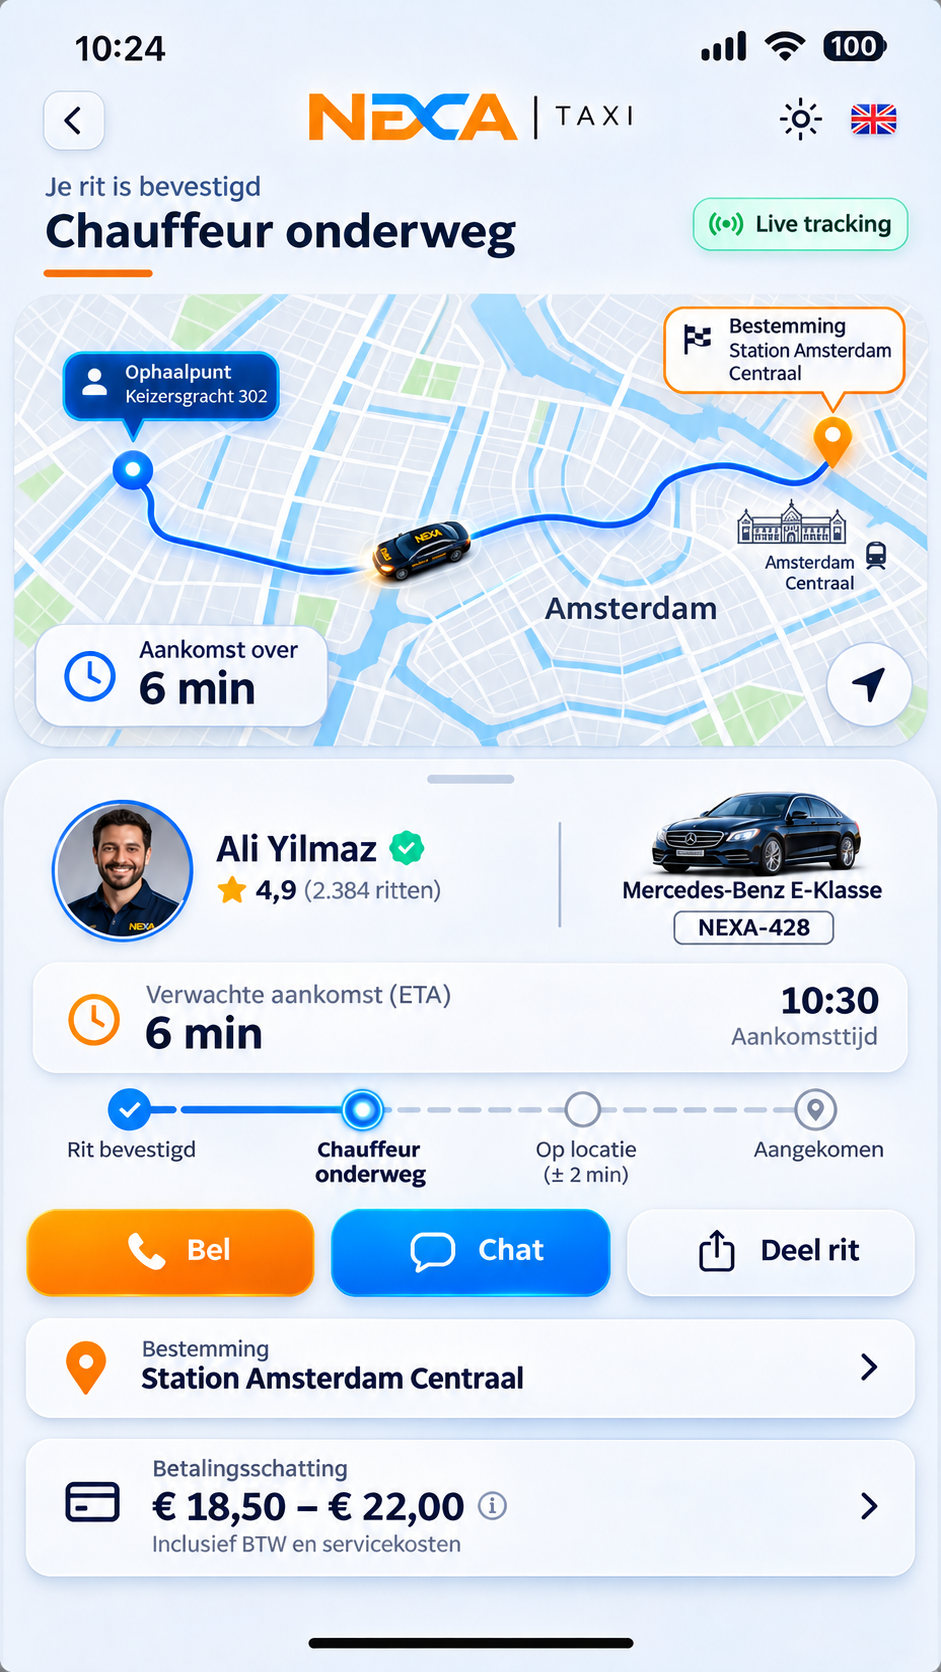 10:24
100
NEXA | TAXI
Je rit is bevestigd
Chauffeur onderweg
Live tracking
Bestemming
Station Amsterdam
Centraal
Ophaalpunt
Keizersgracht 302
NEXA
Amsterdam
Centraal
Amsterdam
Aankomst over
6 min
Ali Yilmaz
4,9 (2.384 ritten)
NEXA
Mercedes-Benz E-Klasse
NEXA-428
Verwachte aankomst (ETA)
6 min
10:30
Aankomsttijd
Rit bevestigd
Chauffeur
onderweg
Op locatie
(± 2 min)
Aangekomen
Bel
Chat
Deel rit
Bestemming
Station Amsterdam Centraal
Betalingsschatting
€ 18,50 – € 22,00
Inclusief BTW en servicekosten